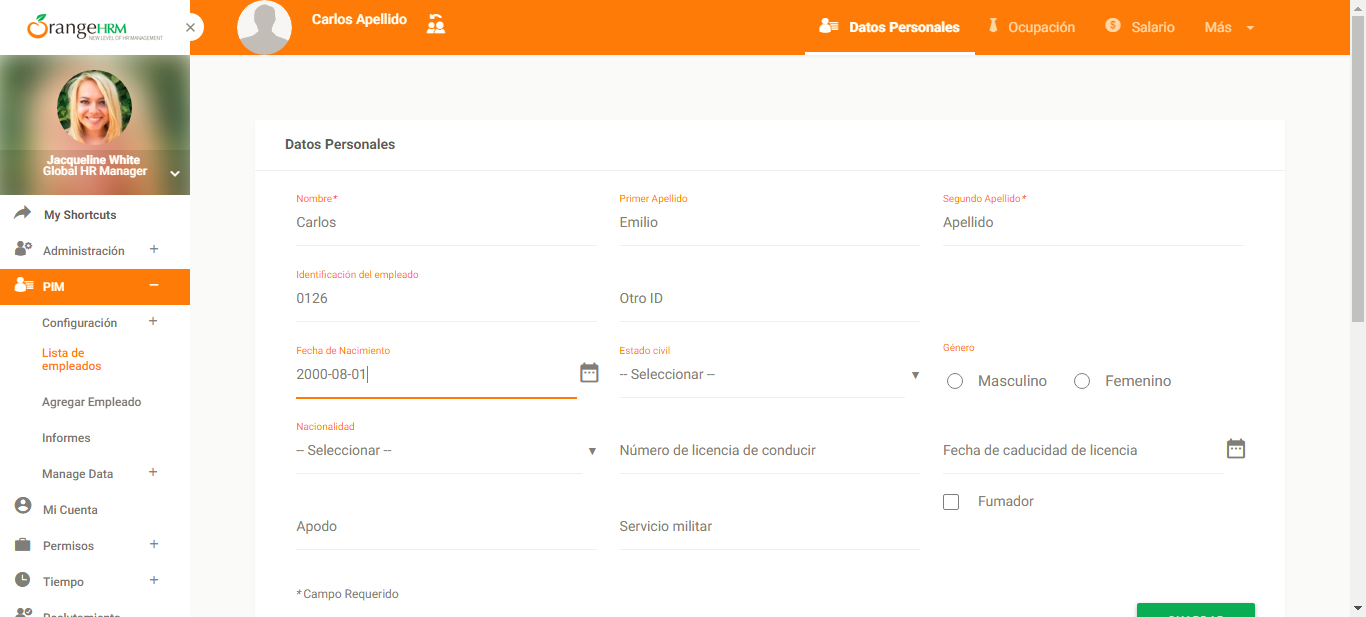 OrangeHRM
NEW LEVEL OF HR MANAGEMENT
Carlos Apellido
Datos Personales
Ocupación
Salario
Más
Jacqueline White
Global HR Manager
My Shortcuts
Administración
PIM
Configuración
Lista de
empleados
Agregar Empleado
Informes
Manage Data
Mi Cuenta
Permisos
Tiempo
Datos Personales
Nombre*
Carlos
Primer Apellido
Emilio
Segundo Apellido*
Apellido
Identificación del empleado
0126
Otro ID
Fecha de Nacimiento
2000-08-01
Estado civil
-- Seleccionar --
Género
Masculino
Femenino
Nacionalidad
-- Seleccionar --
Número de licencia de conducir
Fecha de caducidad de licencia
Fumador
Apodo
Servicio militar
* Campo Requerido